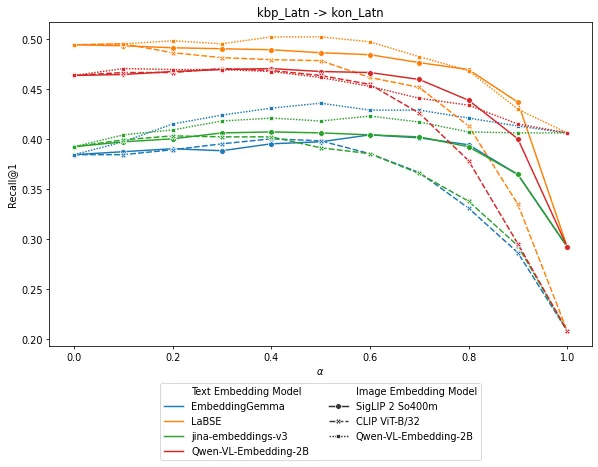 kbp_Latn -> kon_Latn
Recall@1
0.50
0.45
0.40
0.35
0.30
0.25
0.20
0.0 0.2 0.4 0.6 0.8 1.0
α
Text Embedding Model Image Embedding Model
EmbeddingGemma SigLIP 2 So400m
LaBSE CLIP ViT-B/32
jina-embeddings-v3 Qwen-VL-Embedding-2B
Qwen-VL-Embedding-2B